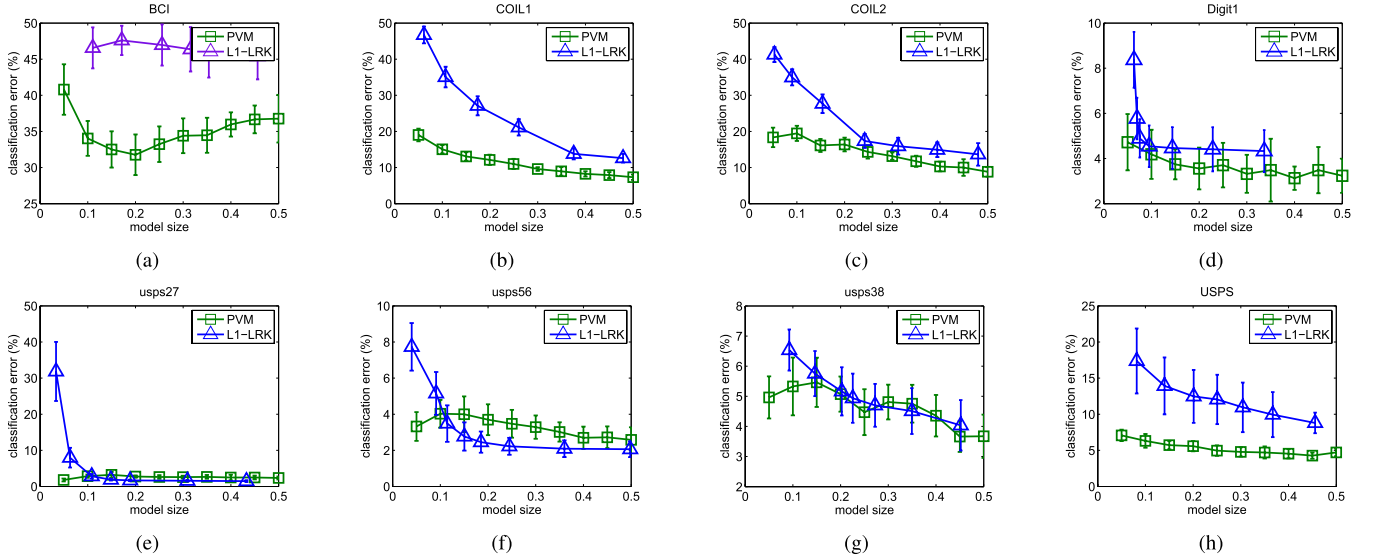 BCI
50
45
40
35
30
25
classification error (%)
0
0.1
0.2
0.3
0.4
0.5
model size
PVM
L1−LRK
(a)
COIL1
50
40
30
20
10
0
classification error (%)
0
0.1
0.2
0.3
0.4
0.5
model size
PVM
L1−LRK
(b)
COIL2
50
40
30
20
10
0
classification error (%)
0
0.1
0.2
0.3
0.4
0.5
model size
PVM
L1−LRK
(c)
Digit1
10
8
6
4
2
classification error (%)
0
0.1
0.2
0.3
0.4
0.5
model size
PVM
L1−LRK
(d)
usps27
50
40
30
20
10
0
classification error (%)
0
0.1
0.2
0.3
0.4
0.5
model size
PVM
L1−LRK
(e)
usps56
10
8
6
4
2
0
classification error (%)
0
0.1
0.2
0.3
0.4
0.5
model size
PVM
L1−LRK
(f)
usps38
8
7
6
5
4
3
2
classification error (%)
0
0.1
0.2
0.3
0.4
0.5
model size
PVM
L1−LRK
(g)
USPS
25
20
15
10
5
0
classification error (%)
0
0.1
0.2
0.3
0.4
0.5
model size
PVM
L1−LRK
(h)